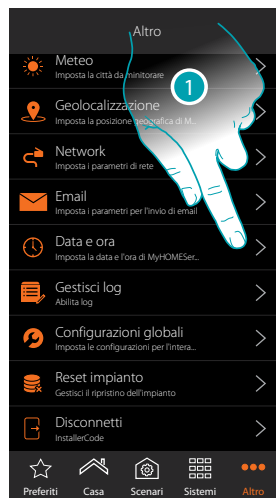 Altro
Meteo
Imposta la città da monitorare
1
Geolocalizzazione
Imposta la posizione geografica di M...
Network
Imposta i parametri di rete
Email
Imposta i parametri per l'invio di email
Data e ora
Imposta la data e l'ora di MyHOMESer...
Gestisci log
Abilita log
Configurazioni globali
Imposta le configurazioni per l'intera...
Reset impianto
Gestisci il ripristino dell'impianto
Disconnetti
InstallerCode
Preferiti Casa Scenari Sistemi Altro